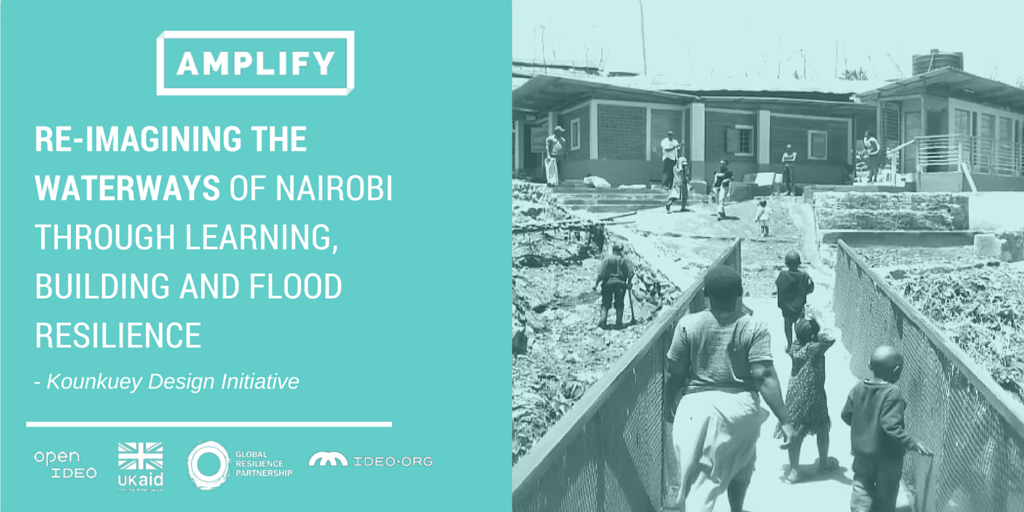 AMPLIFY
RE-IMAGINING THE
WATERWAYS OF NAIROBI
THROUGH LEARNING,
BUILDING AND FLOOD
RESILIENCE
- Kounkuey Design Initiative
open
IDEO
UKaid
GLOBAL
RESILIENCE
PARTNERSHIP
IDEO.ORG